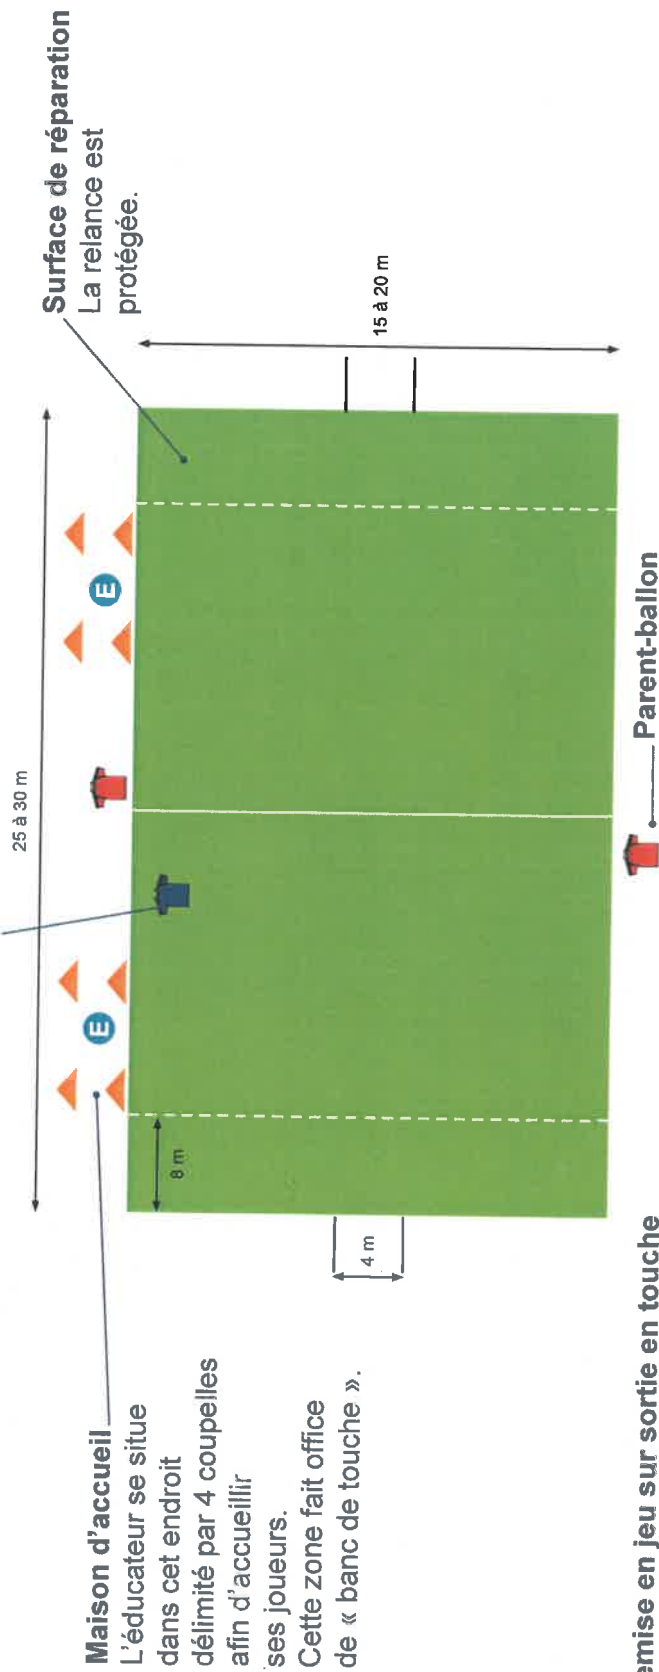 Maison d'accueil
L'éducateur se situe
dans cet endroit
délimité par 4 coupelles
afin d'accueillir
ses joueurs.
Cette zone fait office
de « banc de touche ».
25 à 30 m
E
E
8 m
4 m
15 à 20 m
Surface de réparation
La relance est
protégée.
Parent-ballon
emise en jeu sur sortie en touche